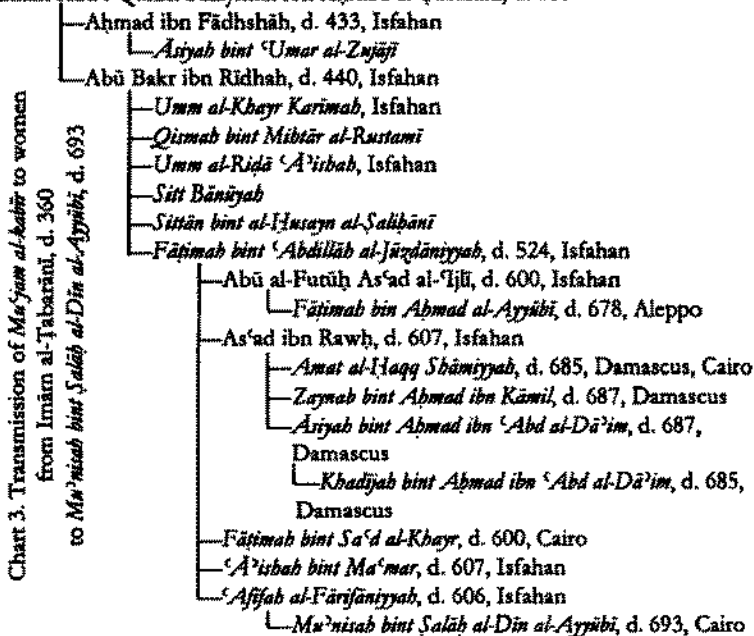 Aḥmad ibn Fādhshāh, d. 433, Isfahan
Āsiyah bint ʿUmar al-Zujājī
Abū Bakr ibn Rīdhah, d. 440, Isfahan
Umm al-Khayr Karīmah, Isfahan
Qismah bint Mihtār al-Rustamī
Umm al-Riḍā ʿĀʾishah, Isfahan
Sitt Bānūyah
Sittān bint al-Ḥusayn al-Ṣaliḥānī
Fāṭimah bint ʿAbdillāh al-Jūzdāniyyah, d. 524, Isfahan
Abū al-Futūḥ Asʿad al-ʿIjlī, d. 600, Isfahan
Fāṭimah bin Aḥmad al-Ayyūbī, d. 678, Aleppo
Asʿad ibn Rawḥ, d. 607, Isfahan
Amat al-Ḥaqq Shāmiyyah, d. 685, Damascus, Cairo
Zaynab bint Aḥmad ibn Kāmil, d. 687, Damascus
Āsiyah bint Aḥmad ibn ʿAbd al-Dāʾim, d. 687,
Damascus
Khadījah bint Aḥmad ibn ʿAbd al-Dāʾim, d. 685,
Damascus
Fāṭimah bint Saʿd al-Khayr, d. 600, Cairo
ʿĀʾishah bint Maʿmar, d. 607, Isfahan
ʿAfīfah al-Fārifāniyyah, d. 606, Isfahan
Muʾnisah bint Ṣalāḥ al-Dīn al-Ayyūbī, d. 693, Cairo
Chart 3. Transmission of Muʿjam al-kabīr to women
from Imām al-Ṭabarānī, d. 360
to Muʾnisah bint Ṣalāḥ al-Dīn al-Ayyūbī, d. 693